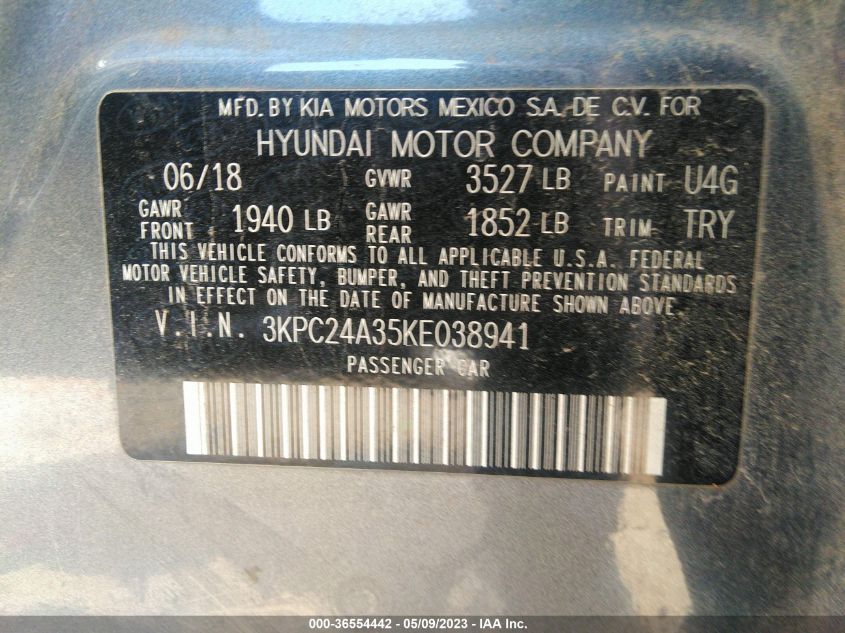 MFD. BY KIA MOTORS MEXICO S.A. DE C.V. FOR
HYUNDAI MOTOR COMPANY
06/18 GVWR 3527 LB PAINT U4G
GAWR FRONT 1940 LB GAWR REAR 1852 LB TRIM TRY
THIS VEHICLE CONFORMS TO ALL APPLICABLE U.S.A. FEDERAL
MOTOR VEHICLE SAFETY, BUMPER, AND THEFT PREVENTION STANDARDS
IN EFFECT ON THE DATE OF MANUFACTURE SHOWN ABOVE.
V.I.N. 3KPC24A35KE038941
PASSENGER CAR
000-36554442 - 05/09/2023 - IAA Inc.